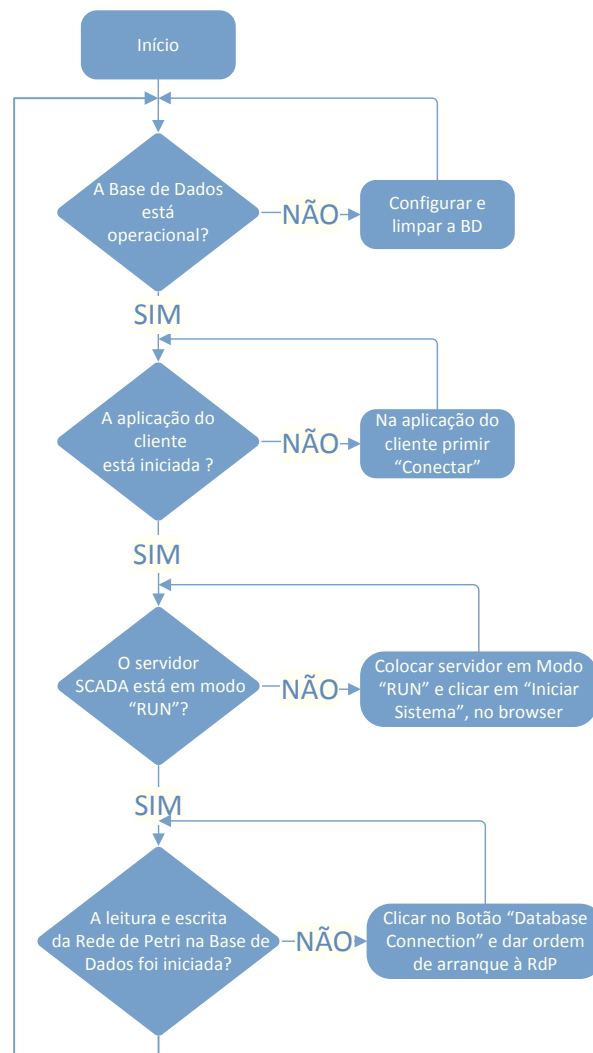 Início
A Base de Dados
está
operacional?
NÃO
Configurar e
limpar a BD
SIM
A aplicação do
cliente
está iniciada ?
NÃO
Na aplicação do
cliente primir
“Conectar”
SIM
O servidor
SCADA está em modo
“RUN”?
NÃO
Colocar servidor em Modo
“RUN” e clicar em “Iniciar
Sistema”, no browser
SIM
A leitura e escrita
da Rede de Petri na Base de
Dados foi iniciada?
NÃO
Clicar no Botão “Database
Connection” e dar ordem
de arranque à RdP